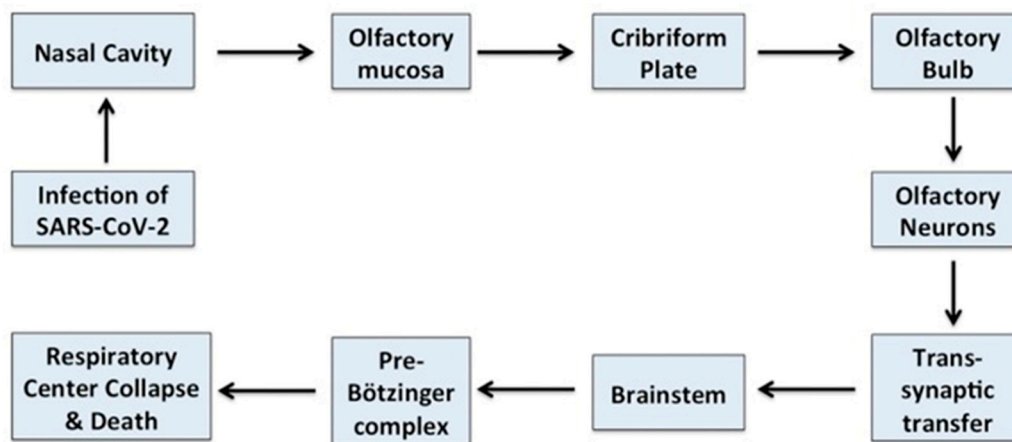 Nasal Cavity
Olfactory
mucosa
Cribriform
Plate
Olfactory
Bulb
Infection of
SARS-CoV-2
Olfactory
Neurons
Respiratory
Center Collapse
& Death
Pre-
Bötzinger
complex
Brainstem
Trans-
synaptic
transfer